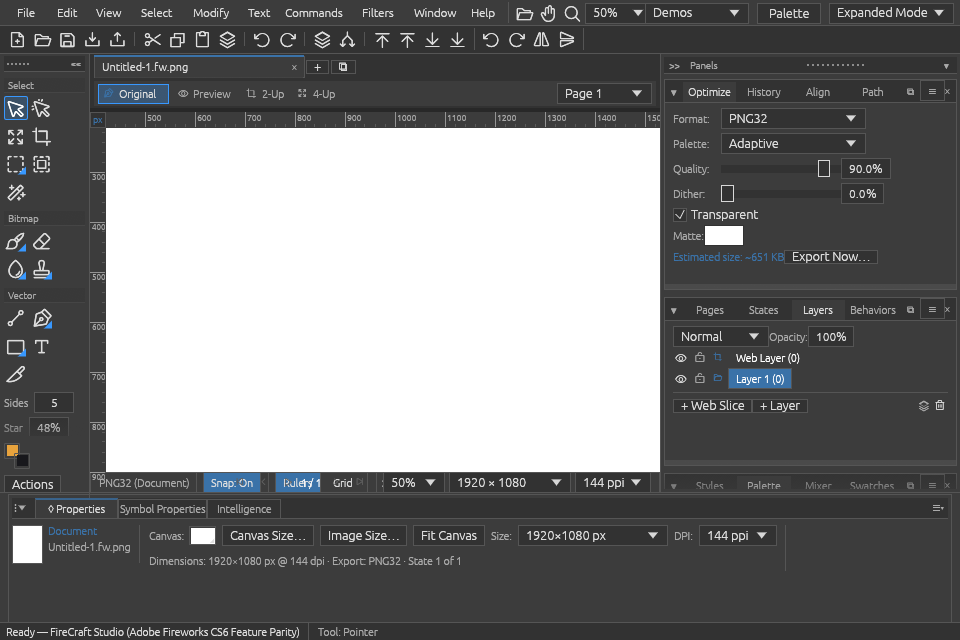 File Edit View Select Modify Text Commands Filters Window Help 50% Demos Palette Expanded Mode
Untitled-1.fw.png × + >> Panels
Select
Original Preview 2-Up 4-Up Page 1
Optimize History Align Path
px 500 600 700 800 900 1000 1100 1200 1300 1400 150
Format: PNG32
Palette: Adaptive
Quality: 90.0%
Dither: 0.0%
Transparent
Matte:
Estimated size: ~651 KB Export Now...
300
400
500
600
700
800
900
Bitmap
Vector
Pages States Layers Behaviors
Normal Opacity: 100%
Web Layer (0)
Layer 1 (0)
+ Web Slice + Layer
Sides 5
Star 48%
Actions
PNG32 (Document) Snap: On Rulers 1 / 1 Grid 50% 1920 × 1080 144 ppi
Styles Palette Mixer Swatches
◊ Properties Symbol Properties Intelligence
Document
Untitled-1.fw.png
Canvas: Canvas Size... Image Size... Fit Canvas Size: 1920×1080 px DPI: 144 ppi
Dimensions: 1920×1080 px @ 144 dpi · Export: PNG32 · State 1 of 1
Ready — FireCraft Studio (Adobe Fireworks CS6 Feature Parity) Tool: Pointer